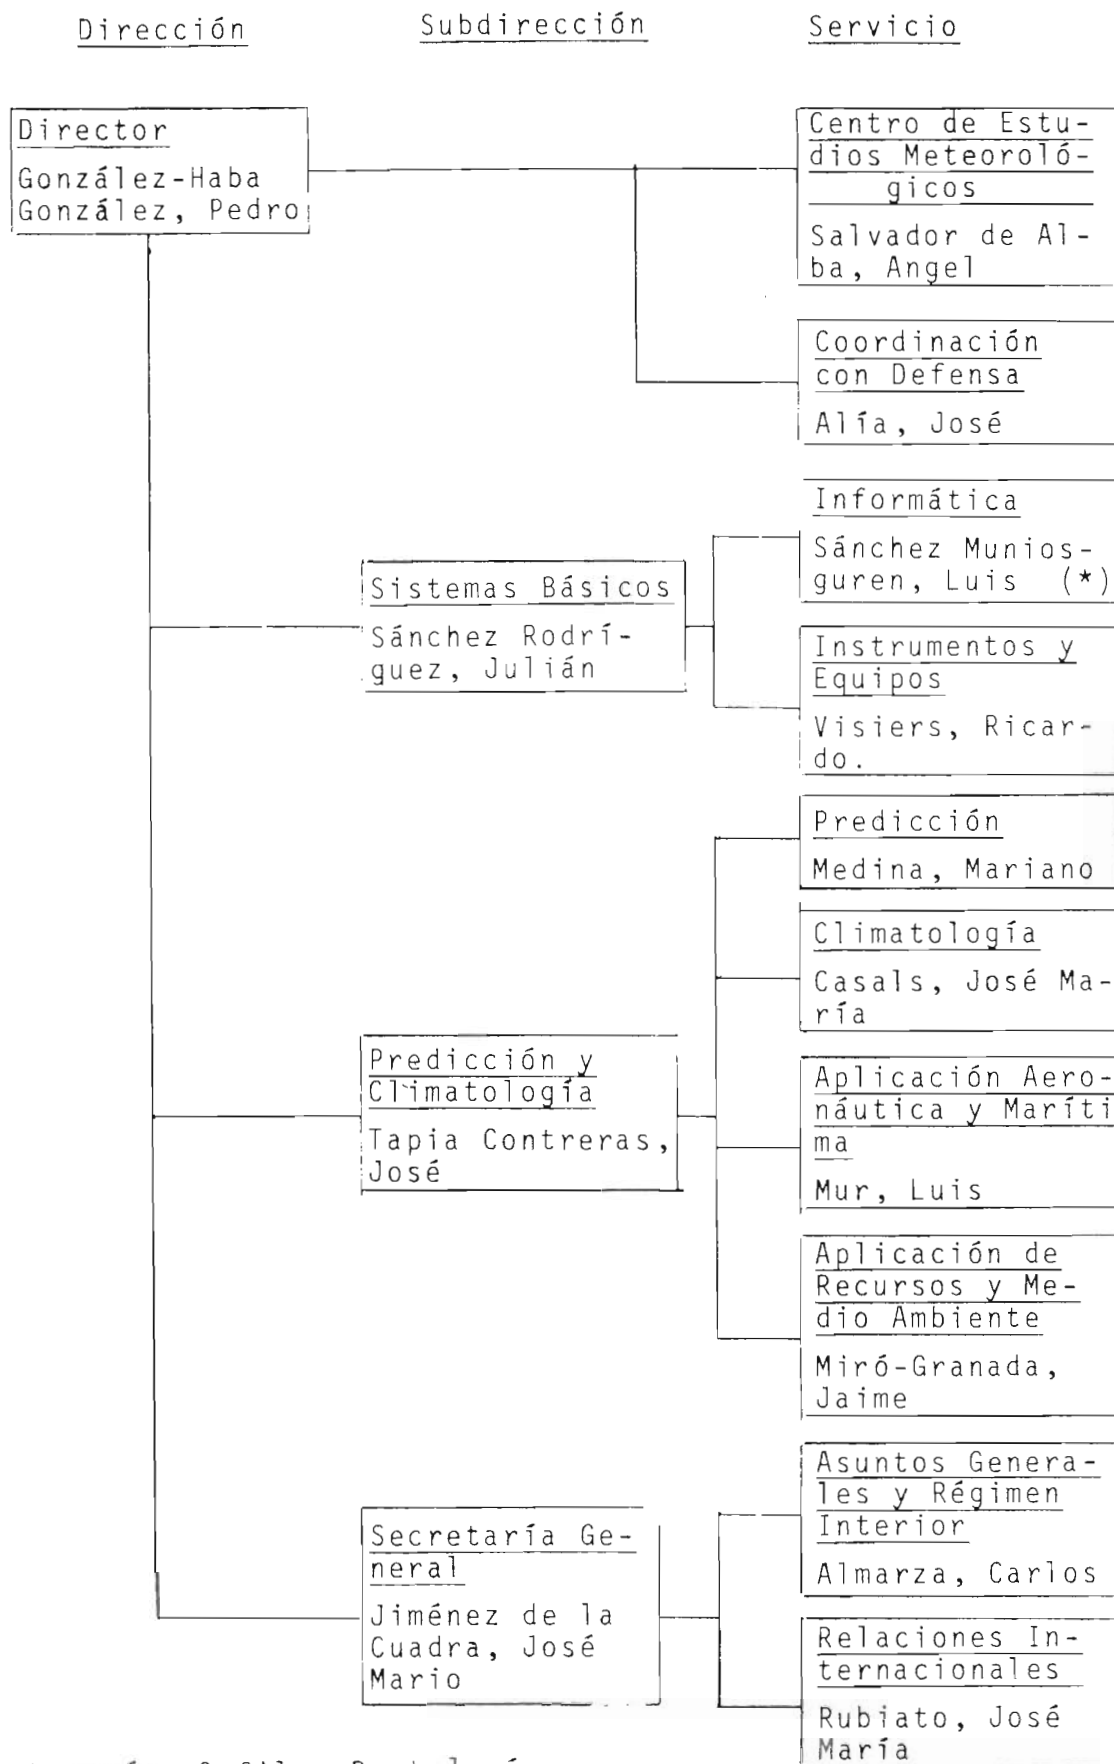 Dirección
Subdirección
Servicio
Director
González-Haba
González, Pedro
Centro de Estu-
dios Meteoroló-
gicos
Salvador de Al-
ba, Angel
Coordinación
con Defensa
Alía, José
Sistemas Básicos
Sánchez Rodrí-
guez, Julián
Informática
Sánchez Munios-
guren, Luis (*)
Instrumentos y
Equipos
Visiers, Ricar-
do.
Predicción y
Climatología
Tapia Contreras,
José
Predicción
Medina, Mariano
Climatología
Casals, José Ma-
ría
Aplicación Aero-
náutica y Maríti
ma
Mur, Luis
Aplicación de
Recursos y Me-
dio Ambiente
Miró-Granada,
Jaime
Secretaría Ge-
neral
Jiménez de la
Cuadra, José
Mario
Asuntos Genera-
les y Régimen
Interior
Almarza, Carlos
Relaciones In-
ternacionales
Rubiato, José
María